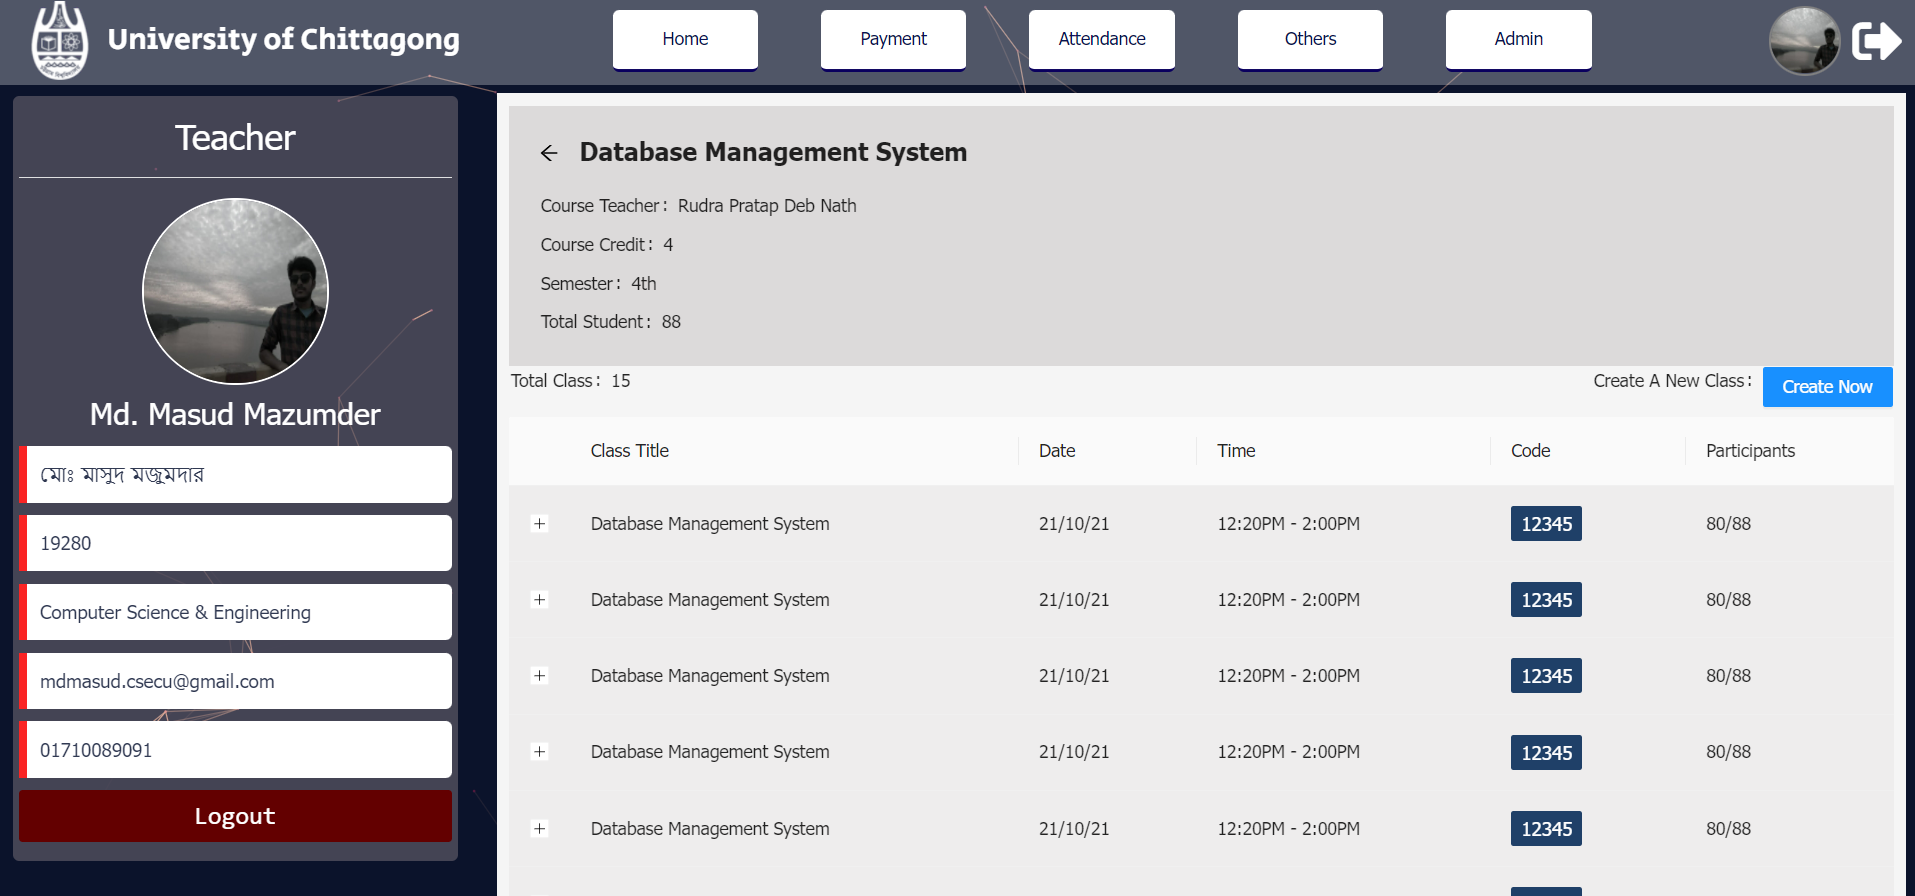 University of Chittagong
Home
Payment
Attendance
Others
Admin
Teacher
Md. Masud Mazumder
মোঃ মাসুদ মজুমদার
19280
Computer Science & Engineering
mdmasud.csecu@gmail.com
01710089091
Logout
Database Management System
Course Teacher: Rudra Pratap Deb Nath
Course Credit: 4
Semester: 4th
Total Student: 88
Total Class: 15
Create A New Class: Create Now
Class Title Date Time Code Participants
Database Management System 21/10/21 12:20PM - 2:00PM 12345 80/88
Database Management System 21/10/21 12:20PM - 2:00PM 12345 80/88
Database Management System 21/10/21 12:20PM - 2:00PM 12345 80/88
Database Management System 21/10/21 12:20PM - 2:00PM 12345 80/88
Database Management System 21/10/21 12:20PM - 2:00PM 12345 80/88